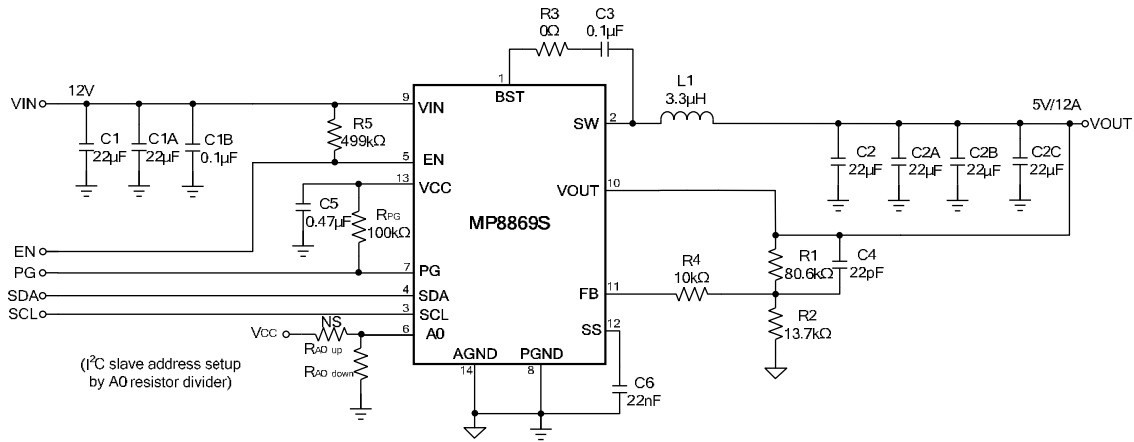 R3
0Ω
C3
0.1µF
1
BST
L1
3.3µH
VIN
12V
9
VIN
SW
2
5V/12A
VOUT
C1
22µF
C1A
22µF
C1B
0.1µF
R5
499kΩ
C2
22µF
C2A
22µF
C2B
22µF
C2C
22µF
5
EN
13
VCC
VOUT
10
C5
0.47µF
RPG
100kΩ
MP8869S
EN
PG
7
PG
R4
10kΩ
R1
80.6kΩ
C4
22pF
SDA
4
SDA
FB
11
SCL
3
SCL
R2
13.7kΩ
VCC
NS
6
A0
SS
12
RA0 up
RA0 down
AGND
PGND
14
8
C6
22nF
(I²C slave address setup
by A0 resistor divider)